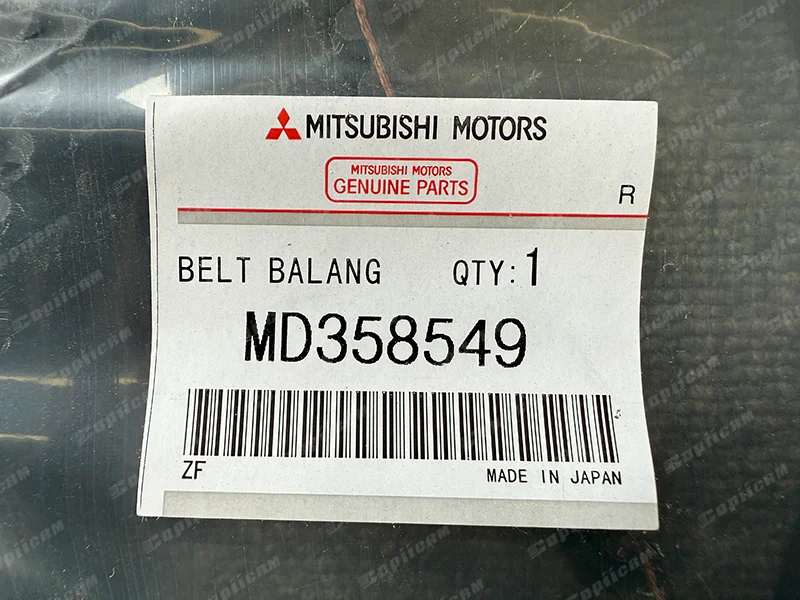 MITSUBISHI MOTORS
MITSUBISHI MOTORS
GENUINE PARTS
R
BELT BALANG QTY:1
MD358549
ZF MADE IN JAPAN